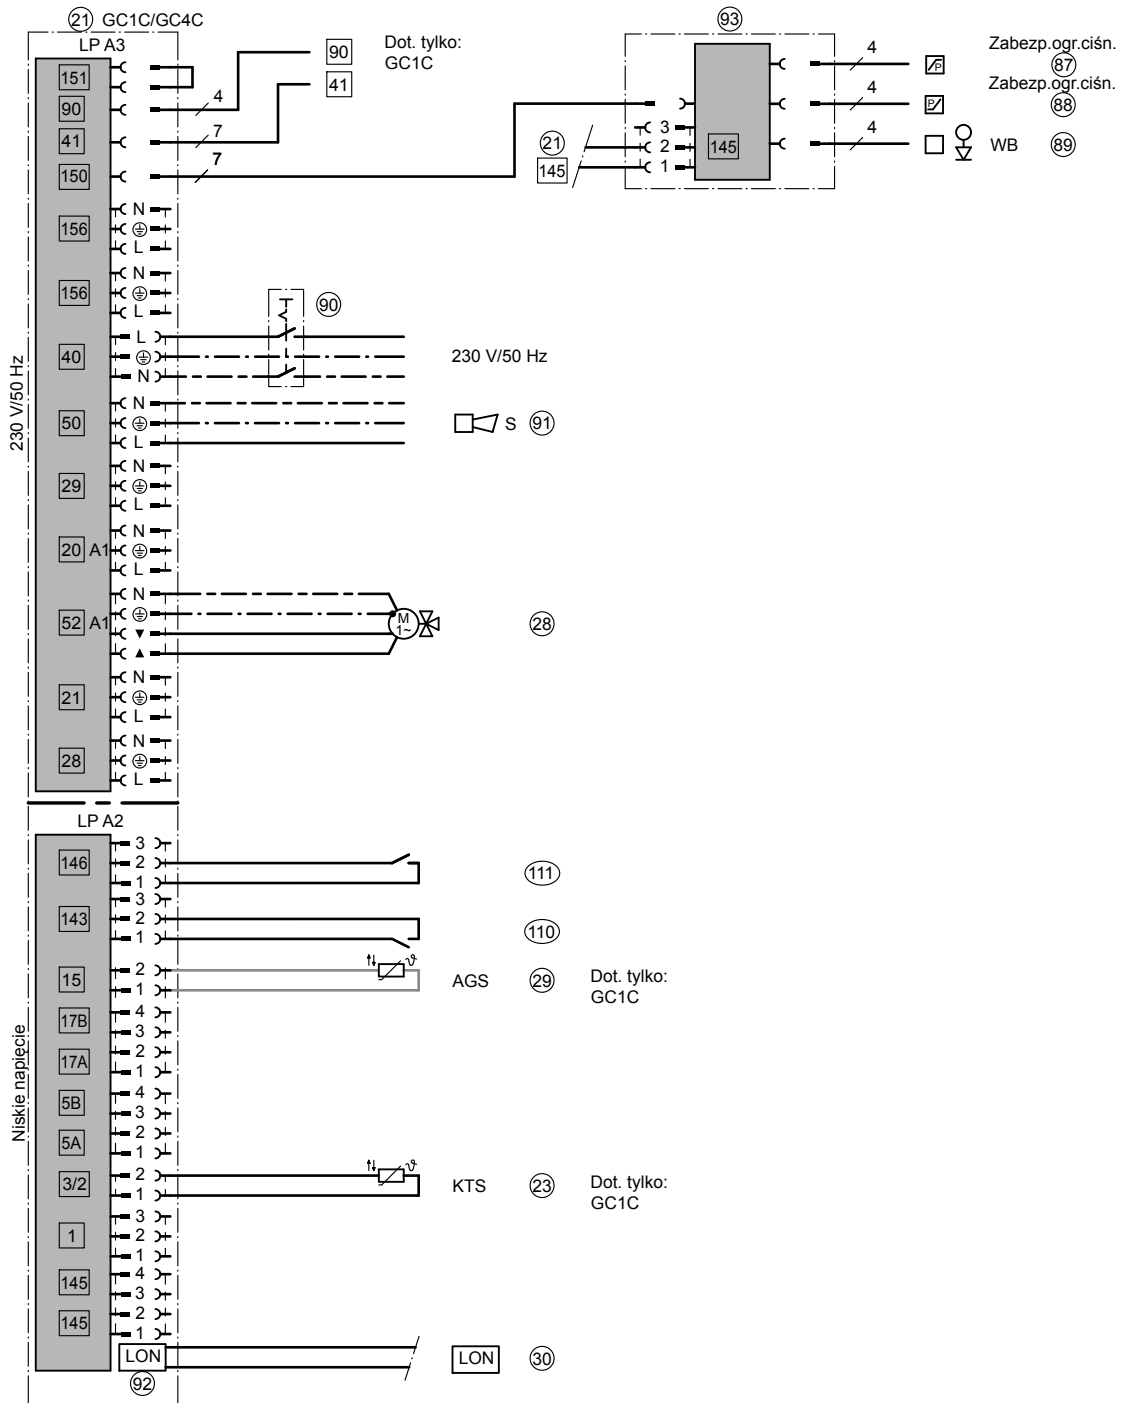 21 GC1C/GC4C
93
LP A3
90 Dot. tylko:
GC1C
41
4 Zabezp.ogr.ciśn.
P 87
4 Zabezp.ogr.ciśn.
P 88
4 WB 89
151
90 4
41 7
150 7
21
145
3
2
1
145
156 N
L
156 N
L
90
40 L
N
230 V/50 Hz
230 V/50 Hz
50 N
L
S 91
29 N
L
20 A1 N
L
52 A1 N
▼
▲
M
1~
28
21 N
L
28 N
L
LP A2
Niskie napięcie
146 3
2
1
111
143 3
2
1
110
15 2
1
ϑ
AGS 29 Dot. tylko:
GC1C
17B 4
3
17A 2
1
5B 4
3
5A 2
1
3/2 2
1
ϑ
KTS 23 Dot. tylko:
GC1C
1 3
2
1
145 4
3
145 2
1
LON
92
LON 30